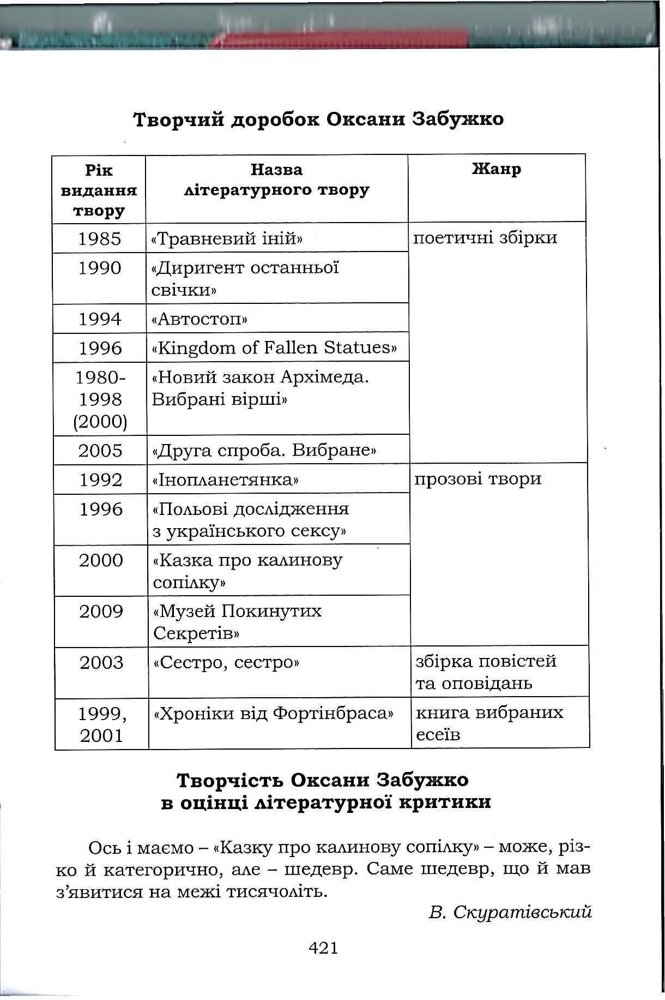 Творчий доробок Оксани Забужко
Рік
видання
твору
Назва
літературного твору
Жанр
1985
«Травневий іній»
поетичні збірки
1990
«Диригент останньої
свічки»
1994
«Автостоп»
1996
«Kingdom of Fallen Statues»
1980-
1998
(2000)
«Новий закон Архімеда.
Вибрані вірші»
2005
«Друга спроба. Вибране»
1992
«Інопланетянка»
прозові твори
1996
«Польові дослідження
з українського сексу»
2000
«Казка про калинову
сопілку»
2009
«Музей Покинутих
Секретів»
2003
«Сестро, сестро»
збірка повістей
та оповідань
1999,
2001
«Хроніки від Фортінбраса»
книга вибраних
есеїв
Творчість Оксани Забужко
в оцінці літературної критики
Ось і маємо – «Казку про калинову сопілку» – може, різ-
ко й категорично, але – шедевр. Саме шедевр, що й мав
з’явитися на межі тисячоліть.
В. Скуратівський
421